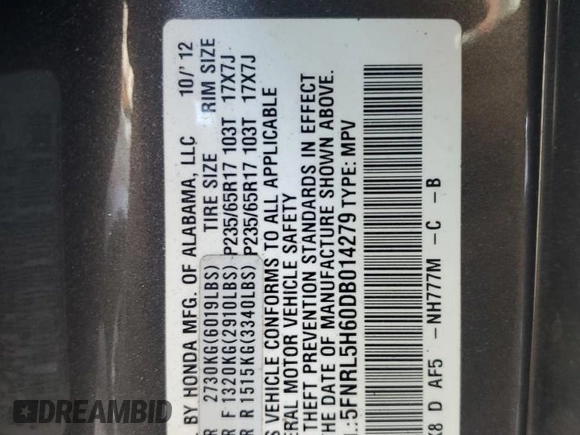 . BY HONDA MFG. OF ALABAMA, LLC 10/'12
R 2730KG(6019LBS) TIRE SIZE RIM SIZE
R F 1320KG(2910LBS) P235/65R17 103T 17X7J
R R 1515KG(3340LBS) P235/65R17 103T 17X7J
S VEHICLE CONFORMS TO ALL APPLICABLE
ERAL MOTOR VEHICLE SAFETY
THEFT PREVENTION STANDARDS IN EFFECT
E DATE OF MANUFACTURE SHOWN ABOVE.
.:5FNRL5H60DB014279 TYPE: MPV
K8 D AF5 -NH777M -C -B
DREAMBID